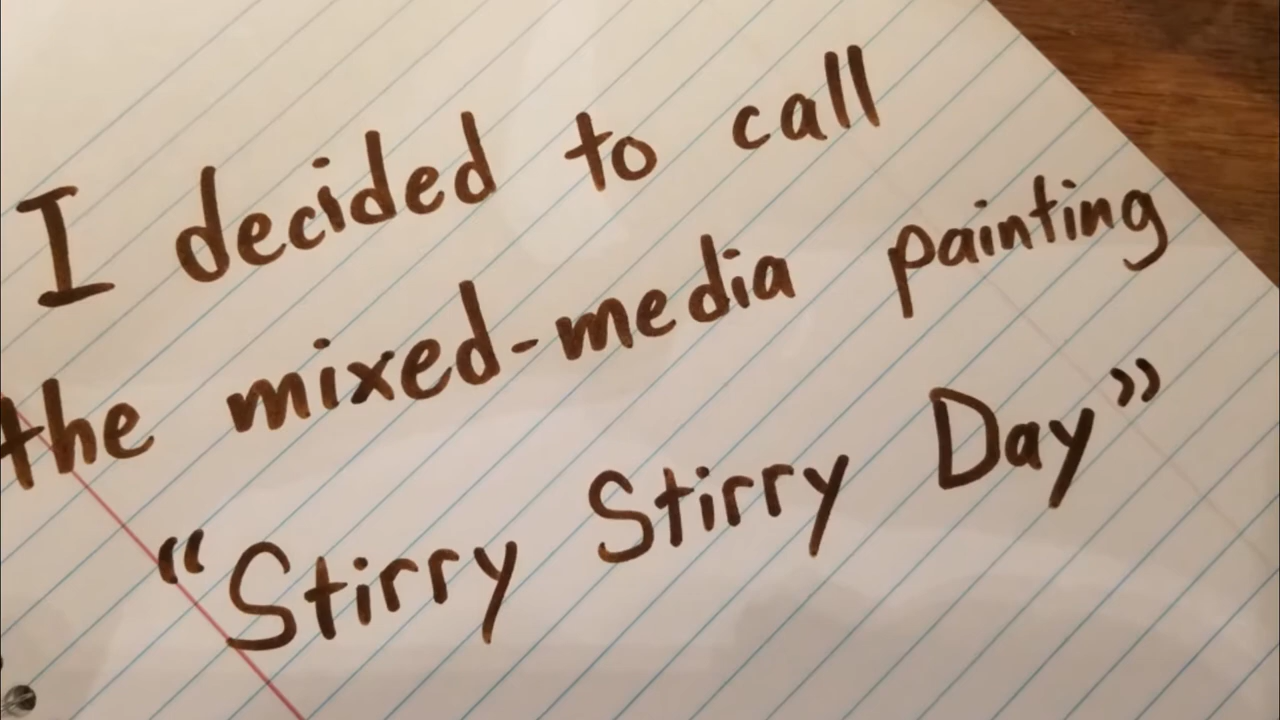 I decided to call
the mixed-media painting
“Stirry Stirry Day”